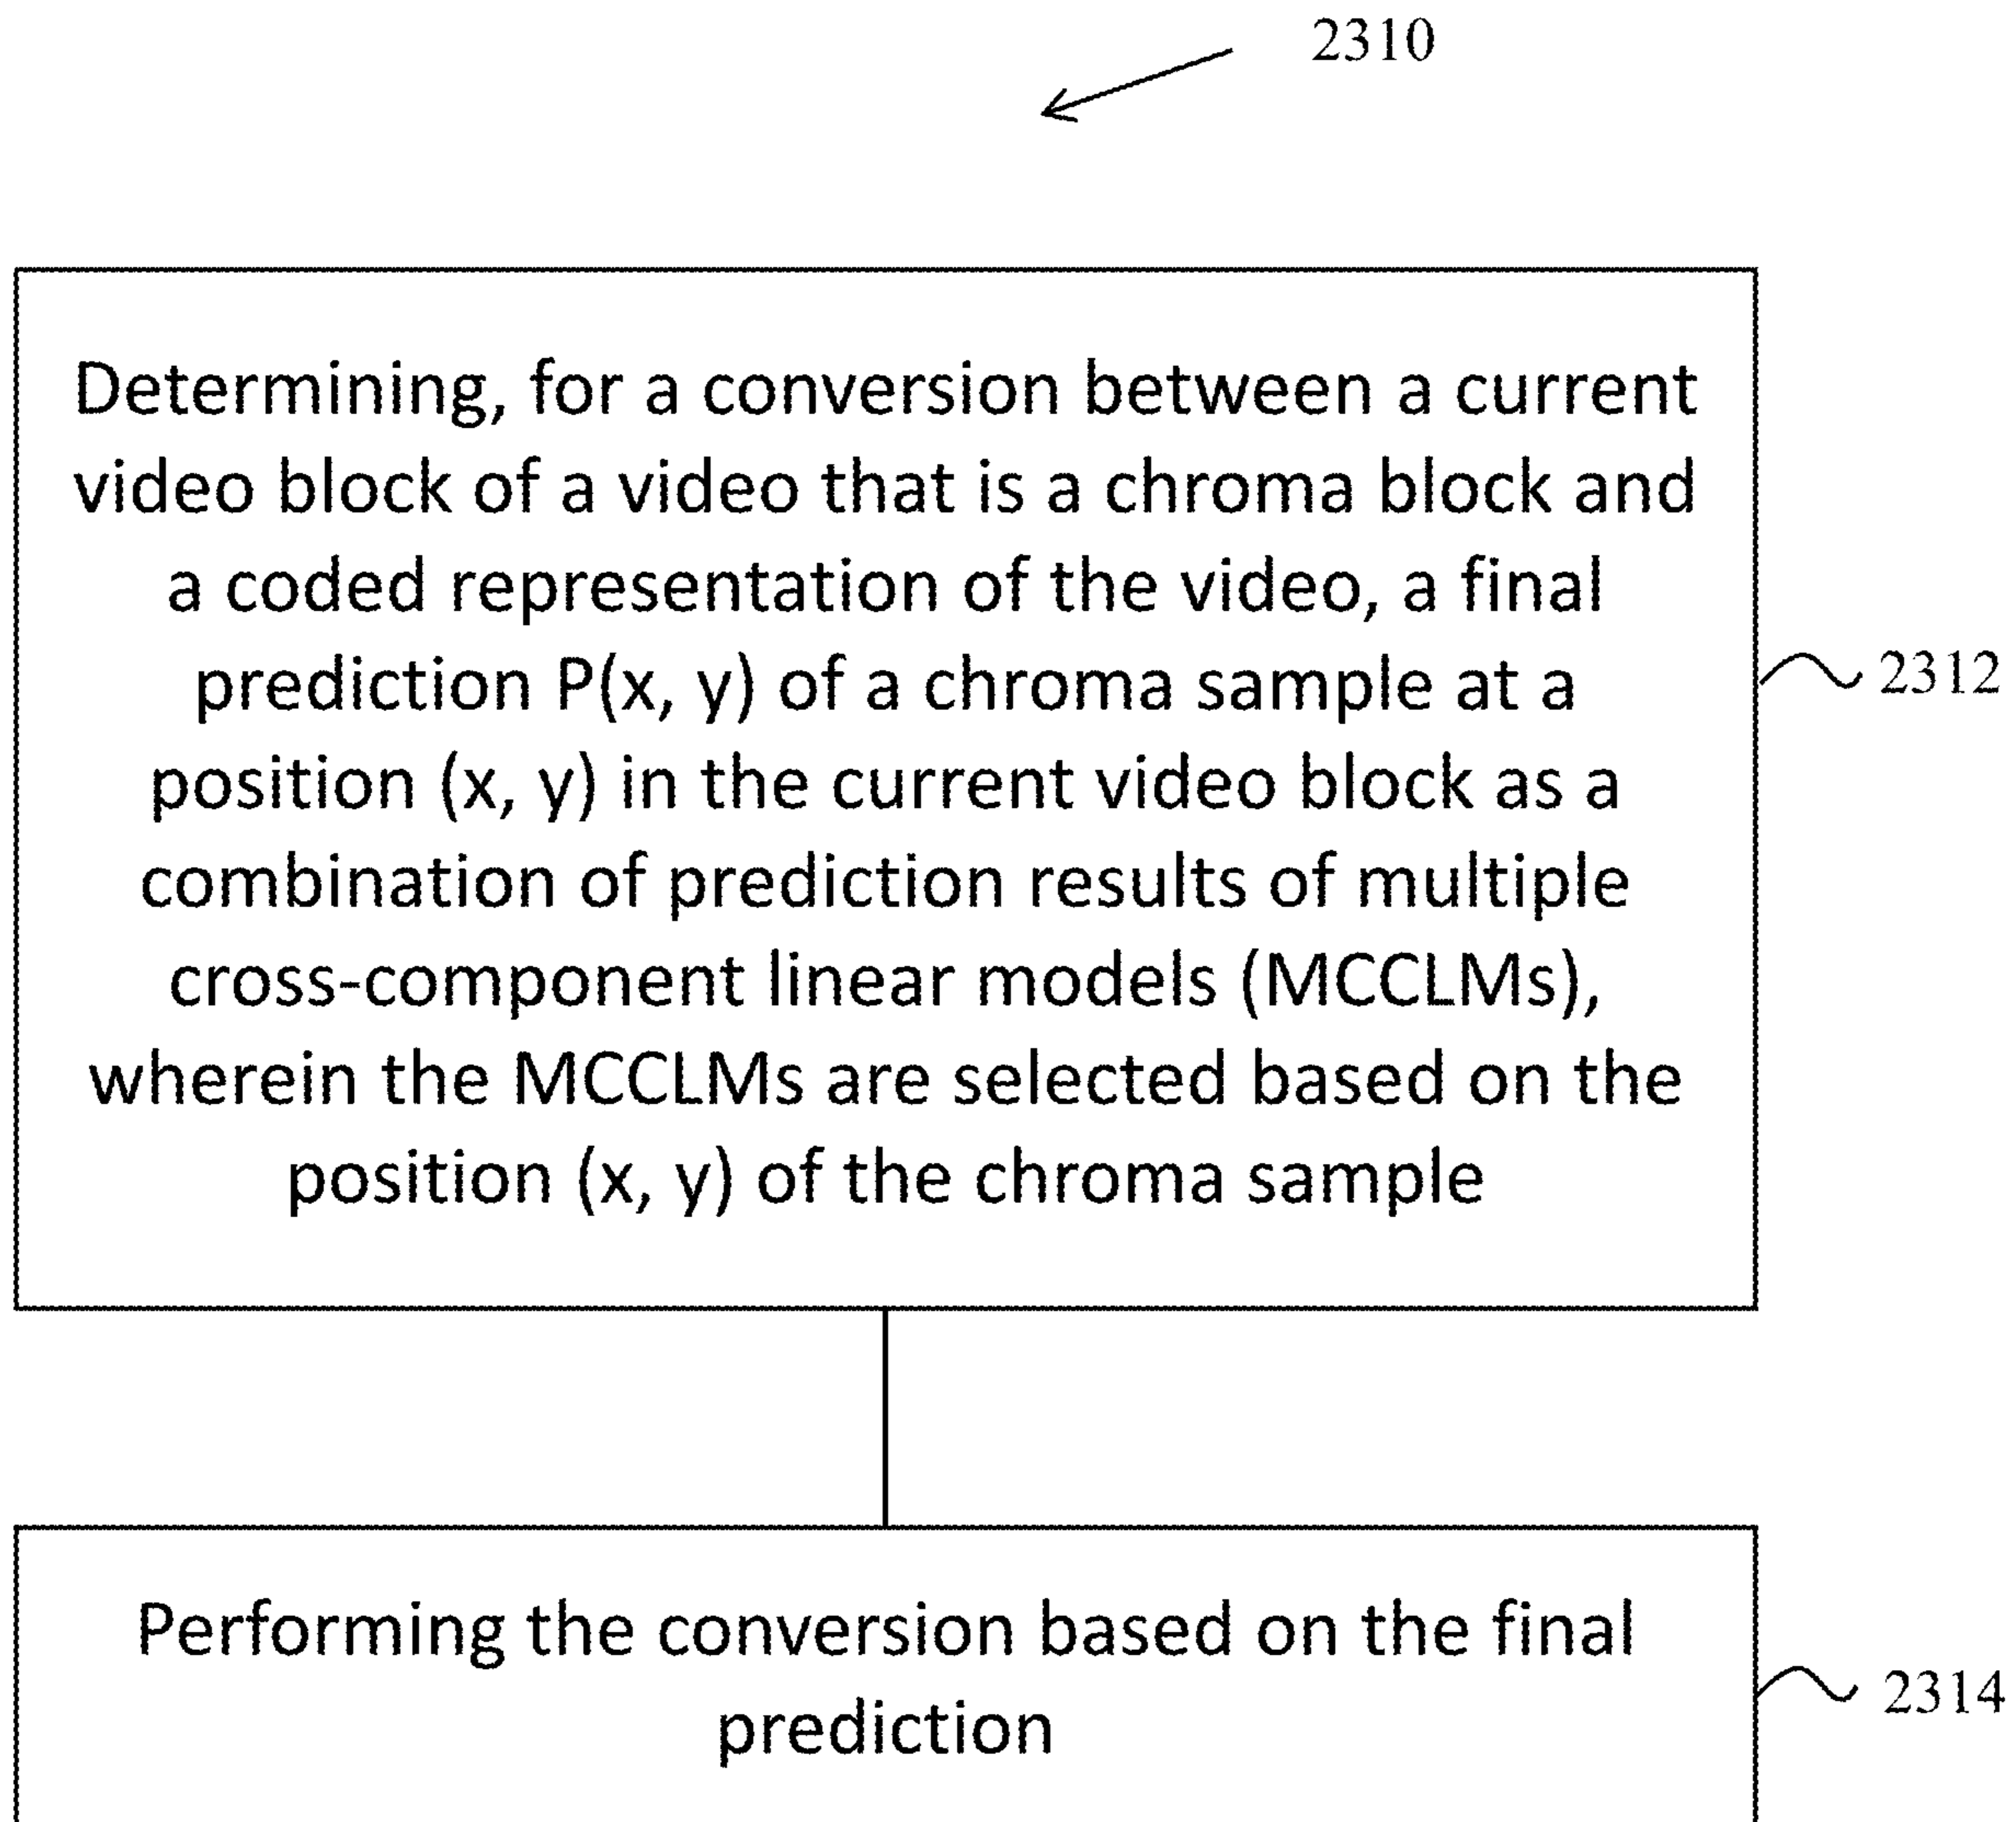 2310
Determining, for a conversion between a current
video block of a video that is a chroma block and
a coded representation of the video, a final
prediction P(x, y) of a chroma sample at a
position (x, y) in the current video block as a
combination of prediction results of multiple
cross-component linear models (MCCLMs),
wherein the MCCLMs are selected based on the
position (x, y) of the chroma sample
2312
Performing the conversion based on the final
prediction
2314